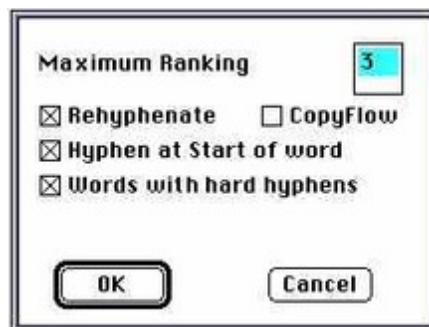 Maximum Ranking 3
Rehyphenate CopyFlow
Hyphen at Start of word
Words with hard hyphens
OK Cancel